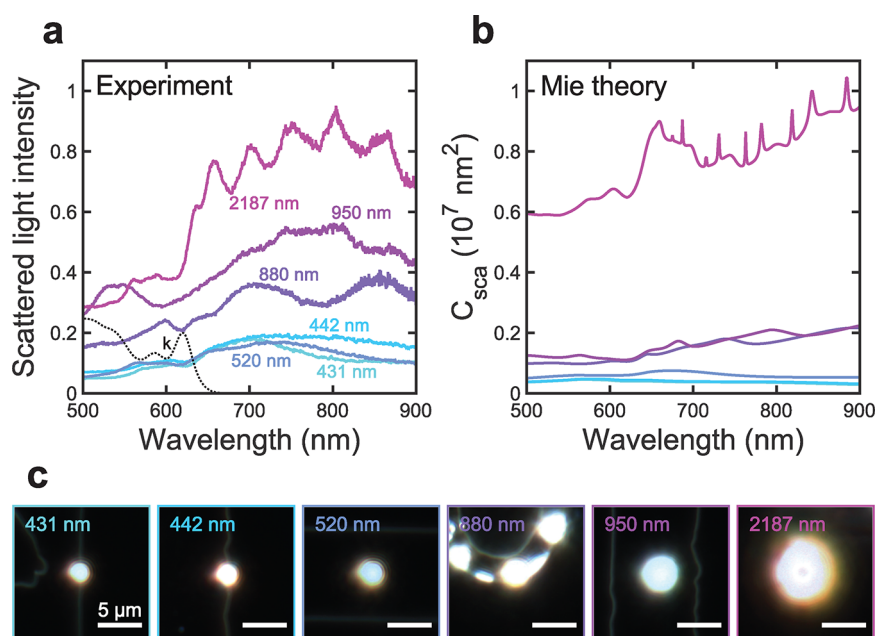 a
Experiment
Scattered light intensity
1
0.8
0.6
0.4
0.2
0
2187 nm
950 nm
880 nm
442 nm
520 nm
431 nm
k
500
600
700
800
900
Wavelength (nm)
b
Mie theory
C_sca (10^7 nm^2)
1
0.8
0.6
0.4
0.2
0
500
600
700
800
900
Wavelength (nm)
c
431 nm
442 nm
520 nm
880 nm
950 nm
2187 nm
5 μm